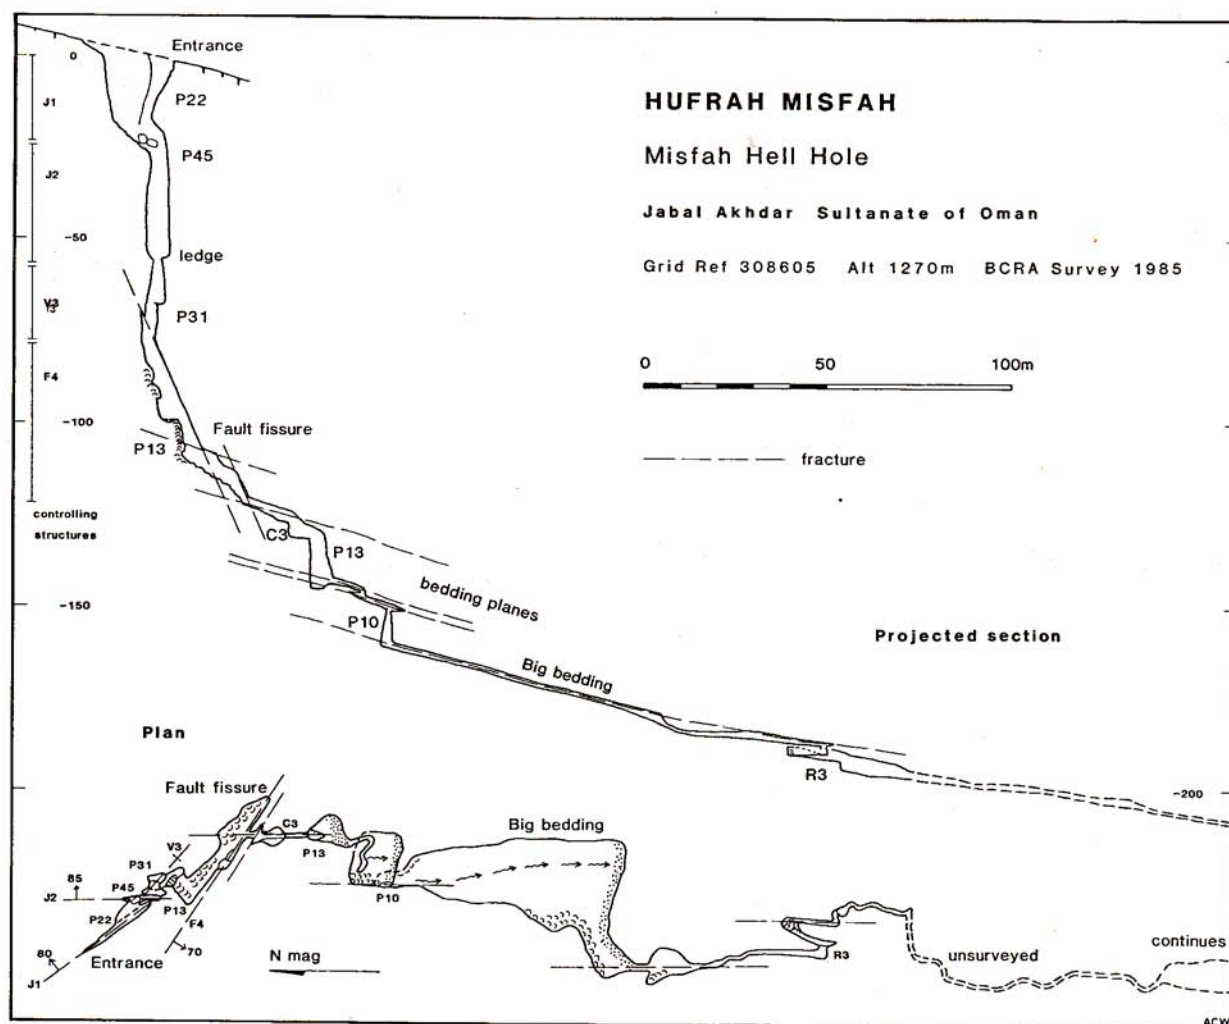 HUFRAH MISFAH
Misfah Hell Hole
Jabal Akhdar Sultanate of Oman
Grid Ref 308605 Alt 1270m BCRA Survey 1985
0 50 100m
fracture
Entrance
0
J1
P22
P45
J2
-50
ledge
V3
P31
F4
-100
Fault fissure
P13
controlling
structures
C3
P13
bedding planes
-150
P10
Projected section
Big bedding
R3
-200
Plan
Fault fissure
C3
P13
Big bedding
V3
P31
85
P45
J2
P10
P22
P13
F4
80
Entrance
70
N mag
J1
R3
unsurveyed
continues
ACW